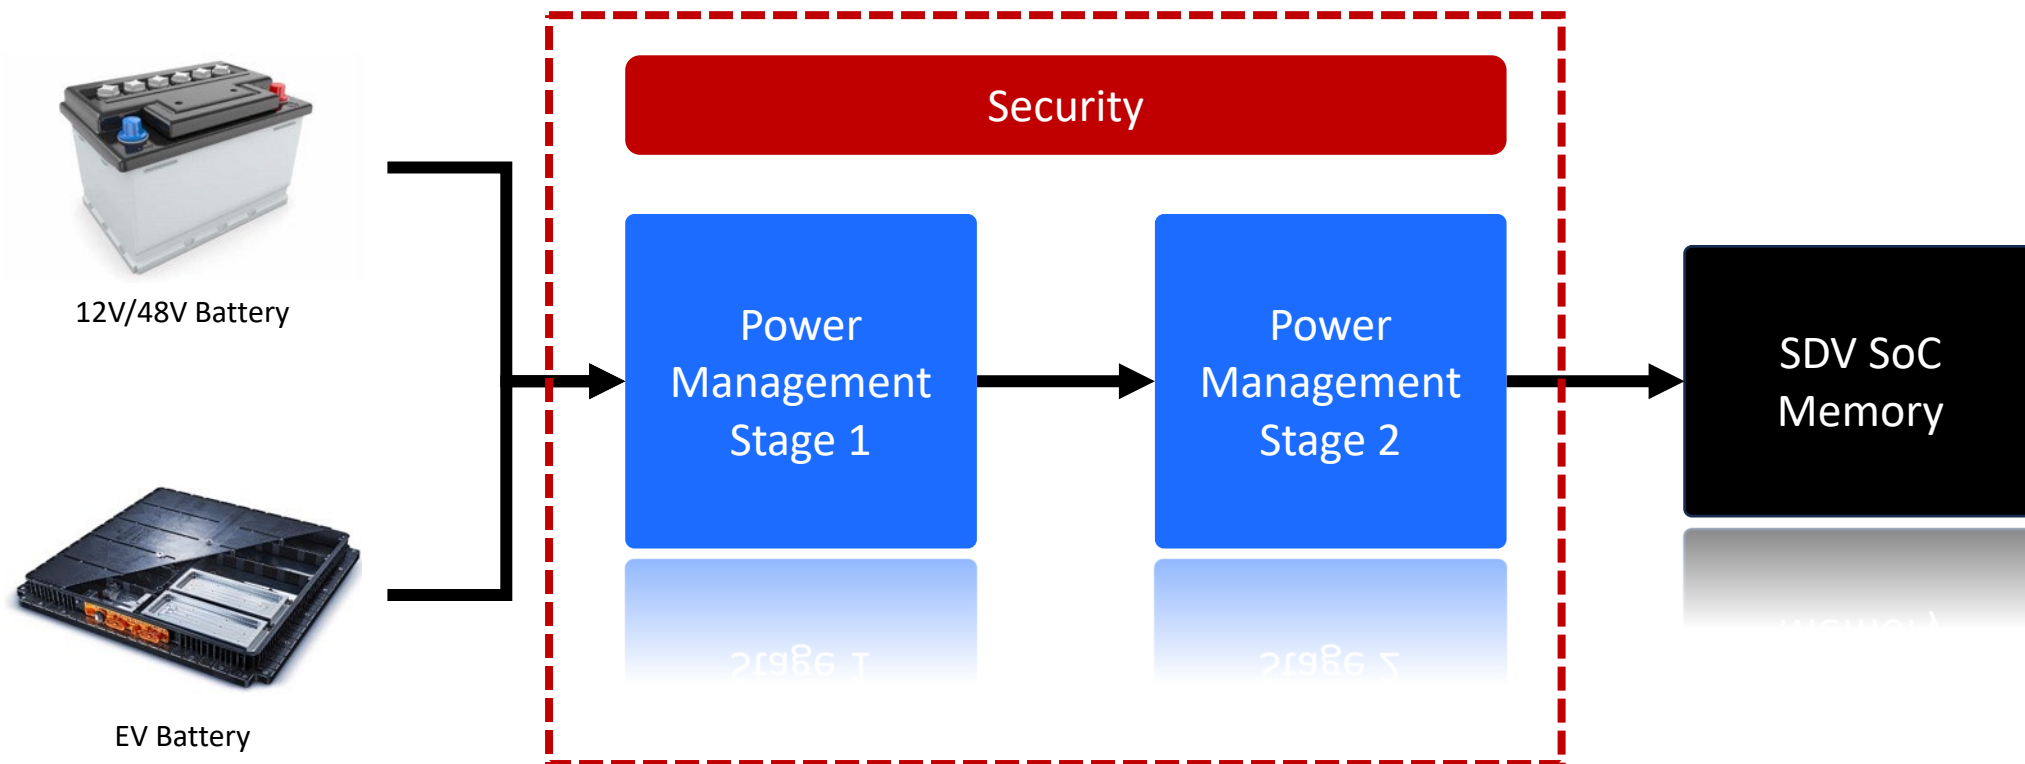 Security
12V/48V Battery
Power
Management
Stage 1
Power
Management
Stage 2
SDV SoC
Memory
EV Battery